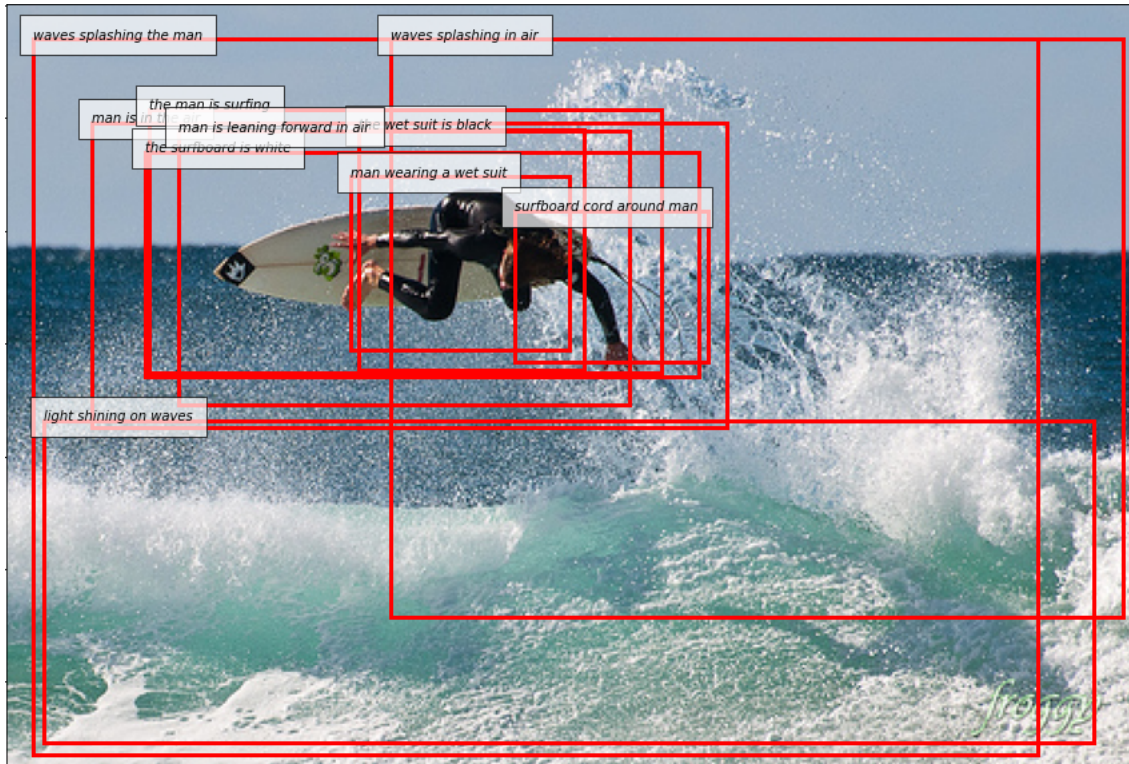 waves splashing the man
waves splashing in air
the man is surfing
man is in the air
man is leaning forward in air
the wet suit is black
the surfboard is white
man wearing a wet suit
surfboard cord around man
light shining on waves
froggy